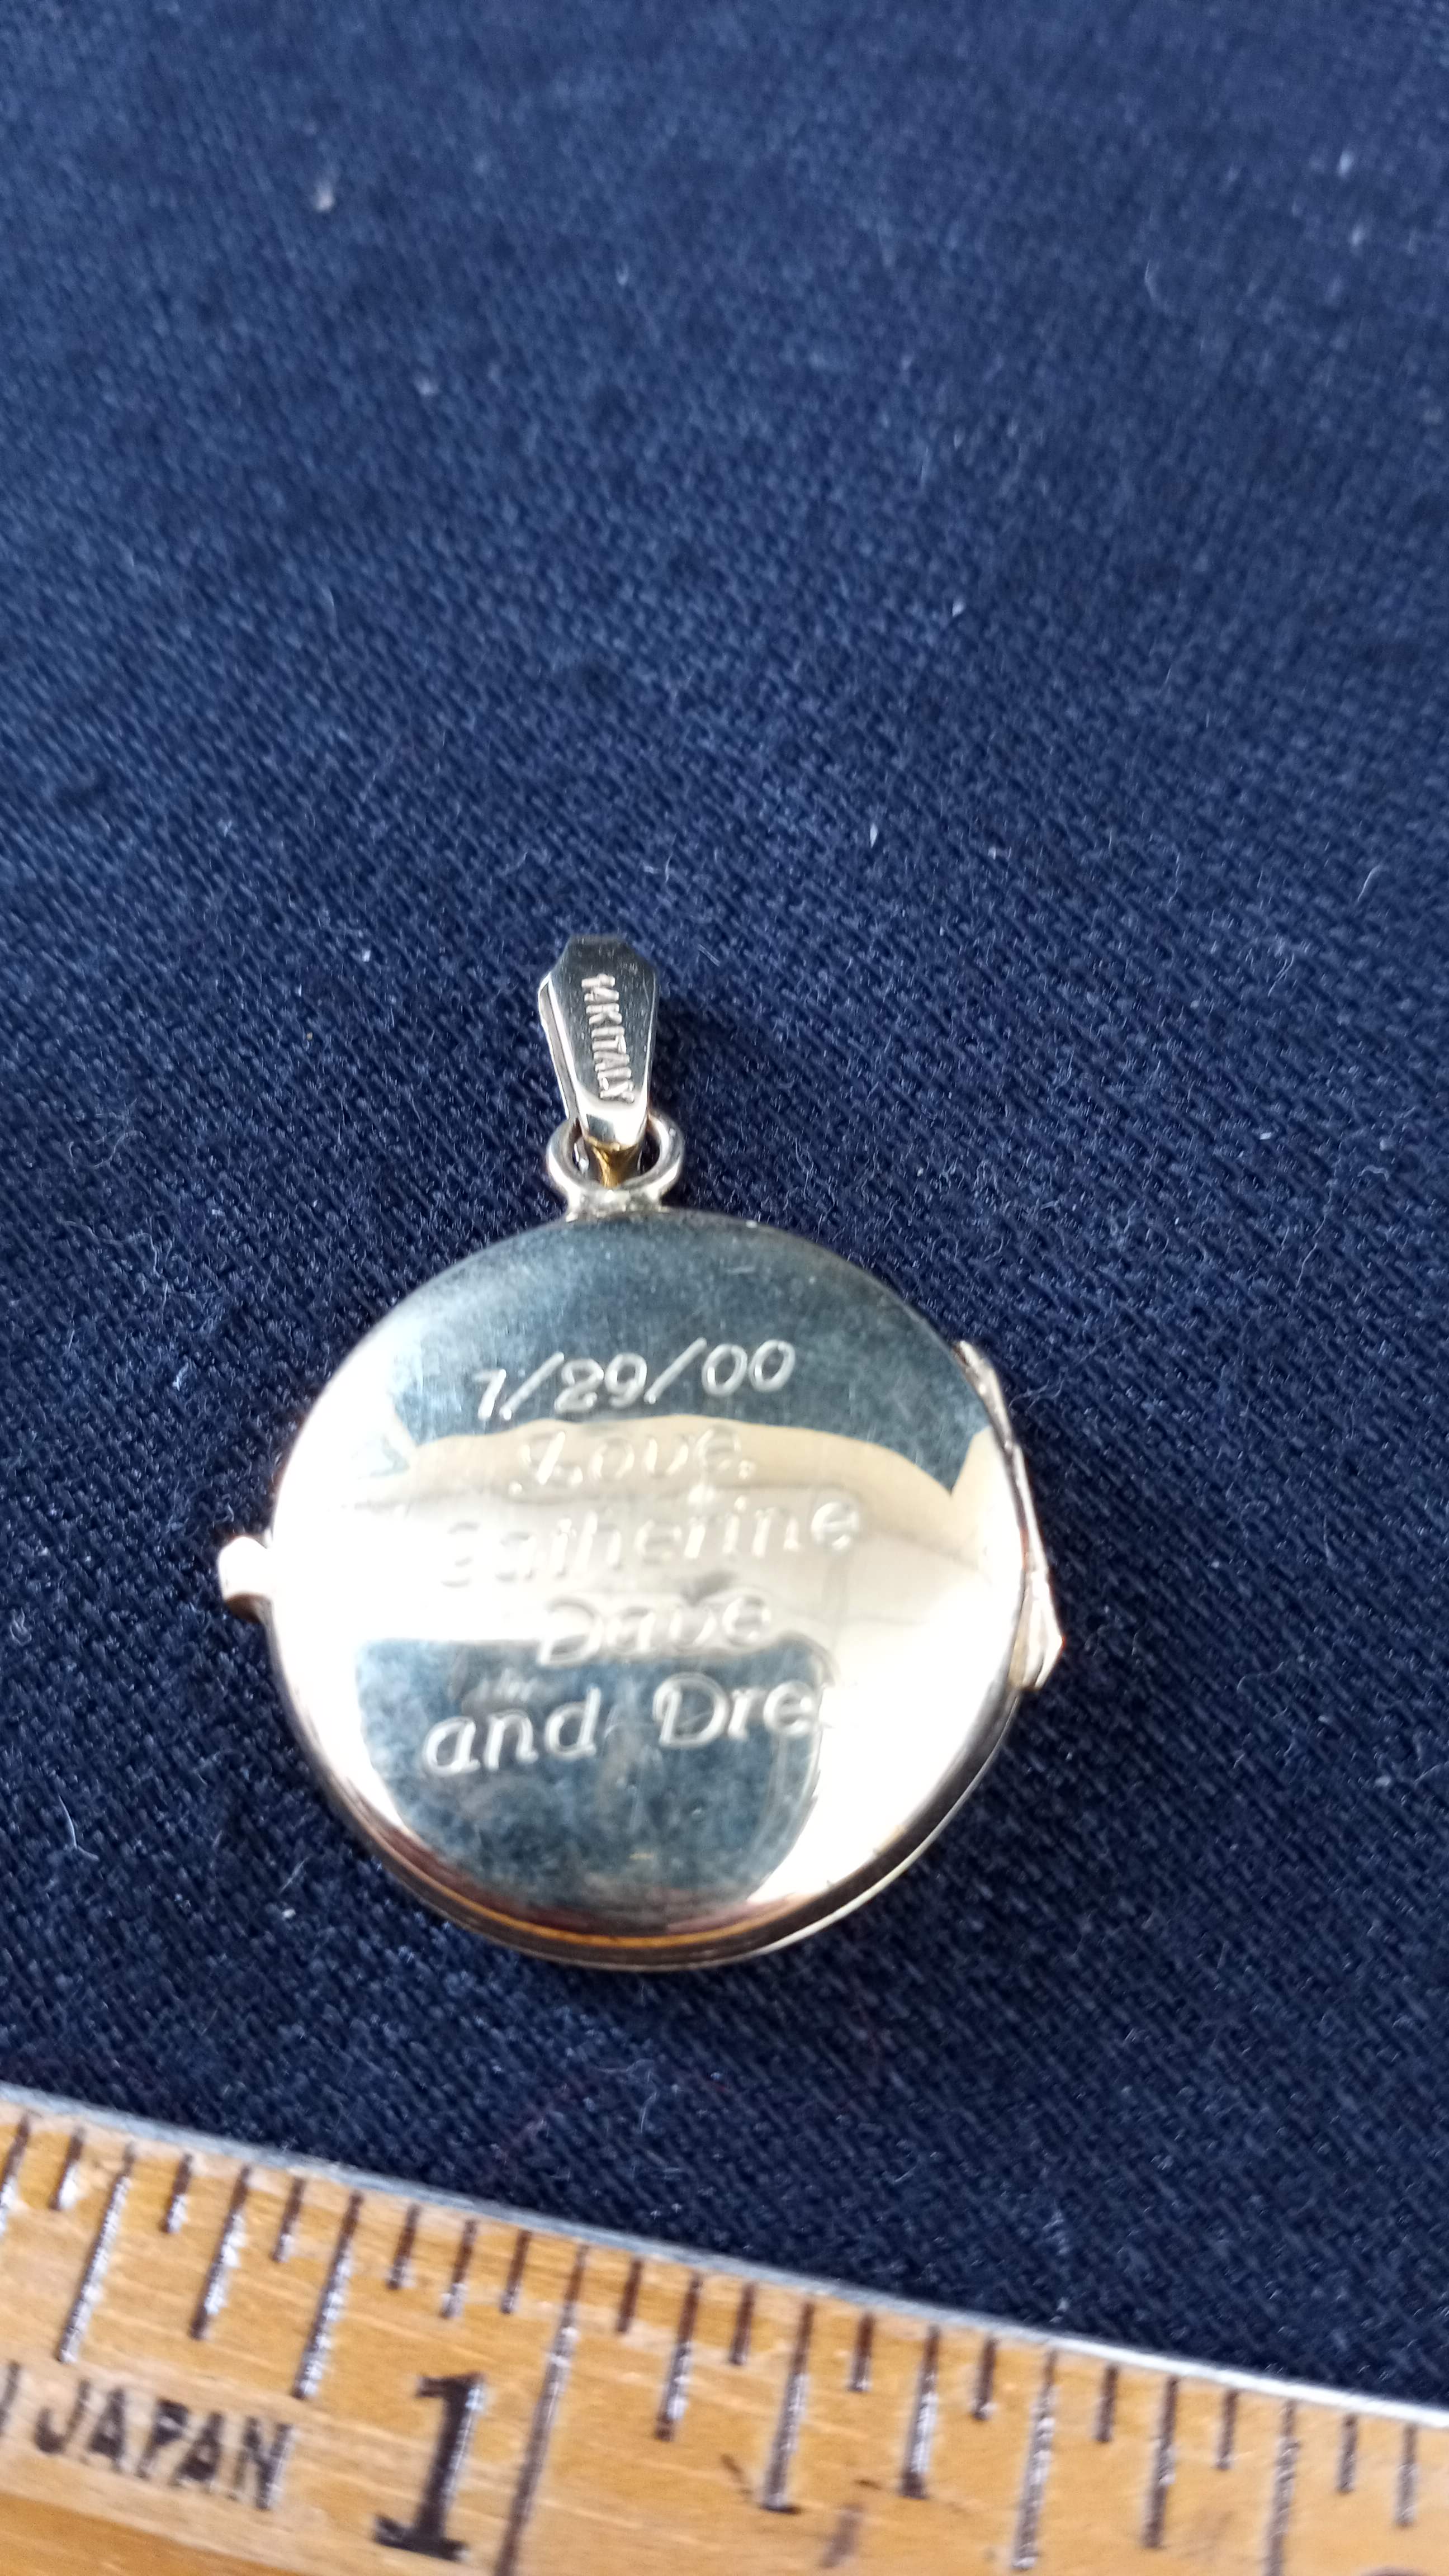 14K ITALY
1/29/00
Love,
Catherine
Dave
and Dre
JAPAN
1